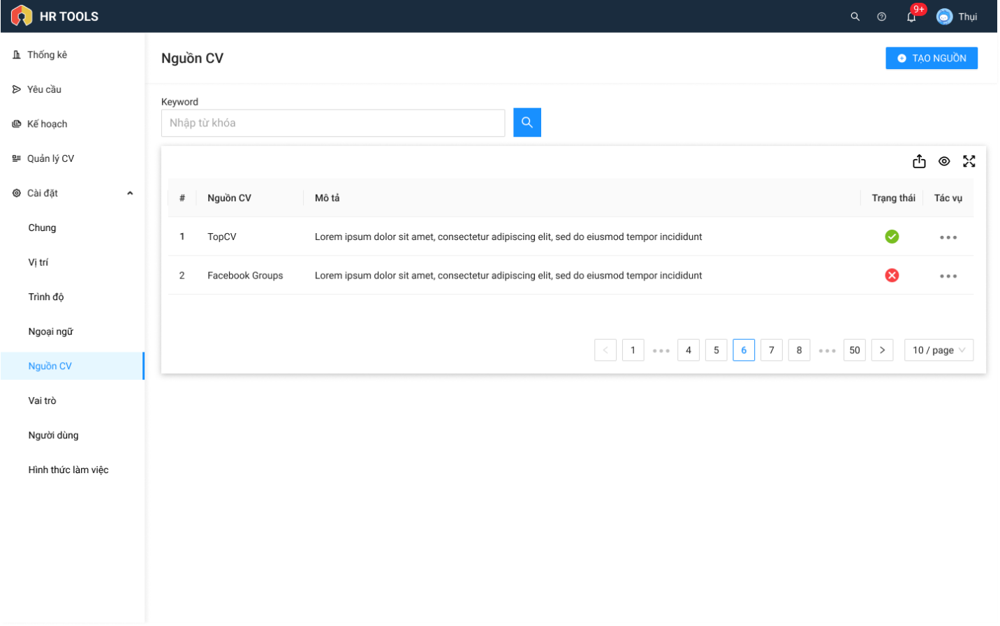 HR TOOLS
9+
Thụi
Thống kê
Yêu cầu
Kế hoạch
Quản lý CV
Cài đặt
Chung
Vị trí
Trình độ
Ngoại ngữ
Nguồn CV
Vai trò
Người dùng
Hình thức làm việc
Nguồn CV
TẠO NGUỒN
Keyword
Nhập từ khóa
# Nguồn CV Mô tả Trạng thái Tác vụ
1 TopCV Lorem ipsum dolor sit amet, consectetur adipiscing elit, sed do eiusmod tempor incididunt
2 Facebook Groups Lorem ipsum dolor sit amet, consectetur adipiscing elit, sed do eiusmod tempor incididunt
< 1 ••• 4 5 6 7 8 ••• 50 > 10 / page